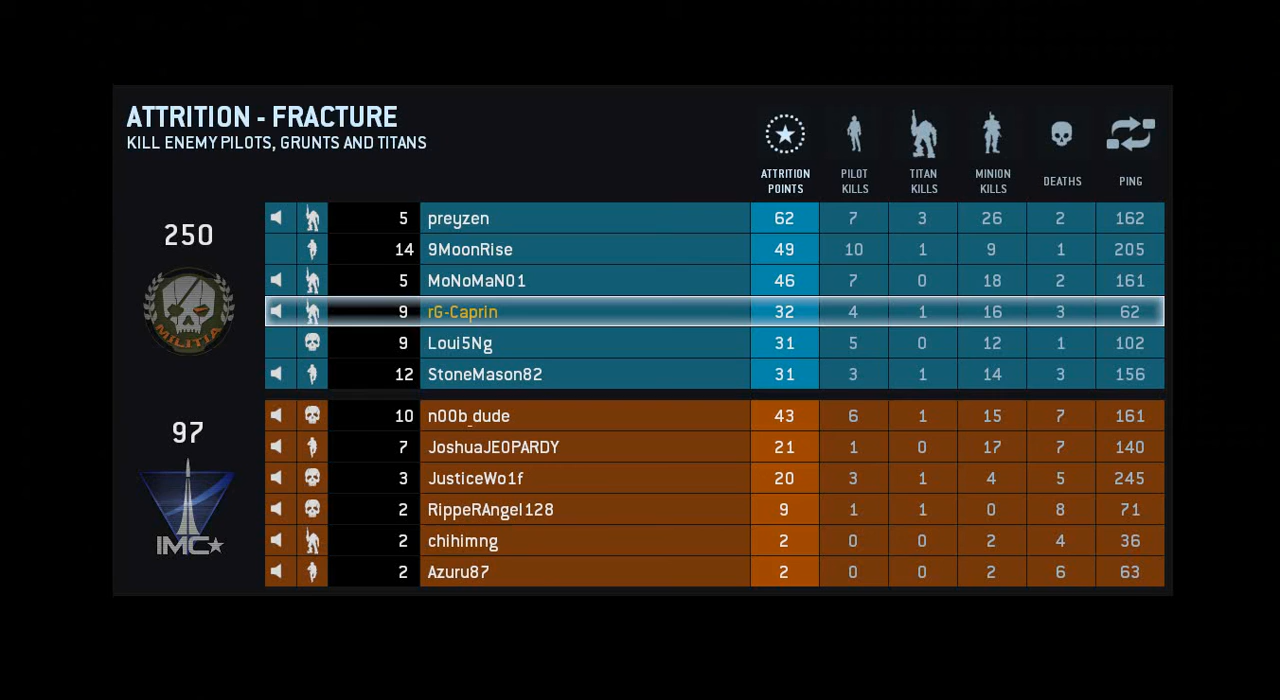 ATTRITION - FRACTURE
KILL ENEMY PILOTS, GRUNTS AND TITANS
ATTRITION POINTS PILOT KILLS TITAN KILLS MINION KILLS DEATHS PING
250
MILITIA
5 preyzen 62 7 3 26 2 162
14 9MoonRise 49 10 1 9 1 205
5 MoNoMaN01 46 7 0 18 2 161
9 rG-Caprin 32 4 1 16 3 62
9 Loui5Ng 31 5 0 12 1 102
12 StoneMason82 31 3 1 14 3 156
97
IMC
10 n00b_dude 43 6 1 15 7 161
7 JoshuaJEOPARDY 21 1 0 17 7 140
3 JusticeWo1f 20 3 1 4 5 245
2 RippeRAngel128 9 1 1 0 8 71
2 chihimng 2 0 0 2 4 36
2 Azuru87 2 0 0 2 6 63